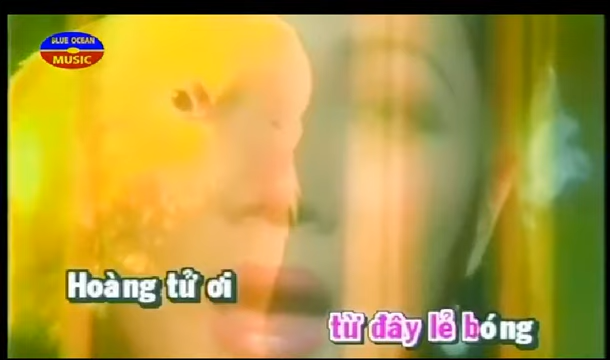 BLUE OCEAN
MUSIC
Hoàng tử ơi
từ đây lẻ bóng